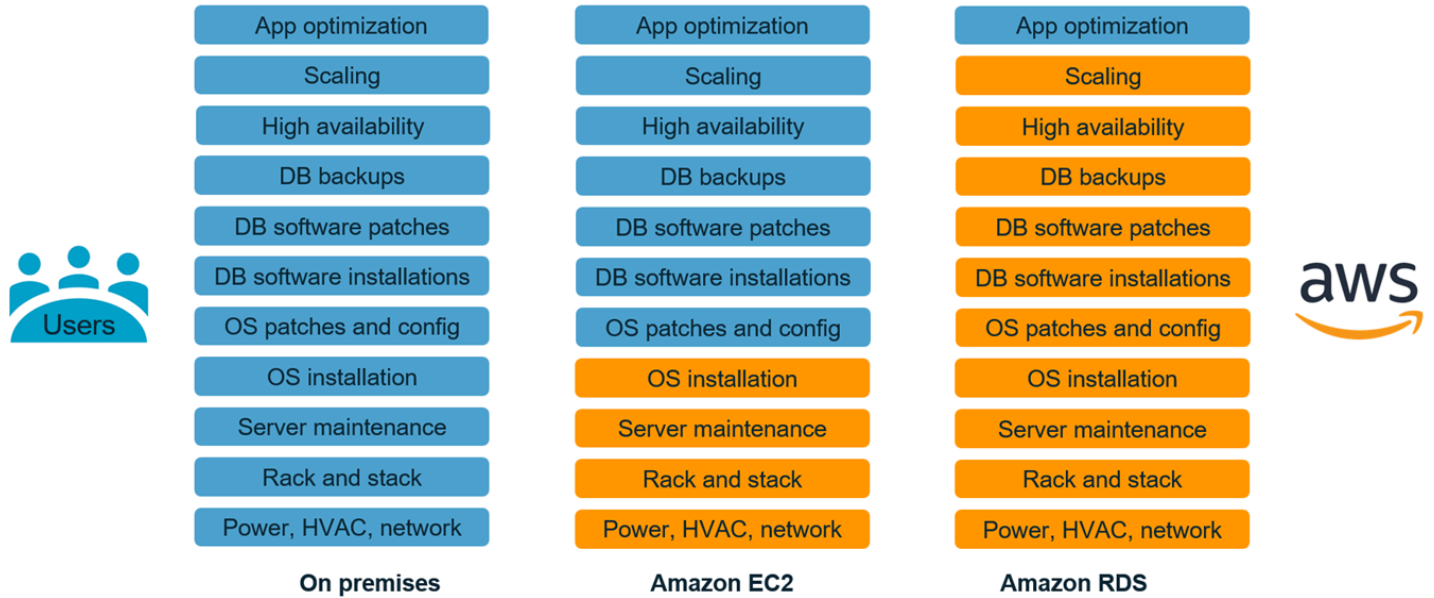 App optimization App optimization App optimization
Scaling Scaling Scaling
High availability High availability High availability
DB backups DB backups DB backups
DB software patches DB software patches DB software patches
DB software installations DB software installations DB software installations
Users OS patches and config OS patches and config OS patches and config aws
OS installation OS installation OS installation
Server maintenance Server maintenance Server maintenance
Rack and stack Rack and stack Rack and stack
Power, HVAC, network Power, HVAC, network Power, HVAC, network
On premises Amazon EC2 Amazon RDS